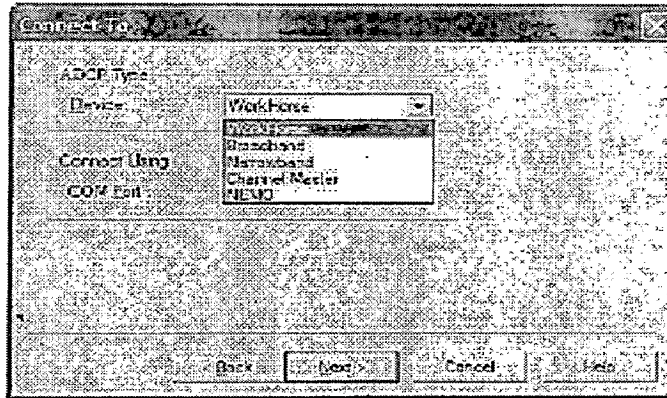 Connect To
ADCP Type
Device
WorkHorse
WorkHorse
Broadband
Narrowband
Channel Master
NEMO
Connect Using
COM Port
< Back
Next >
Cancel
Help